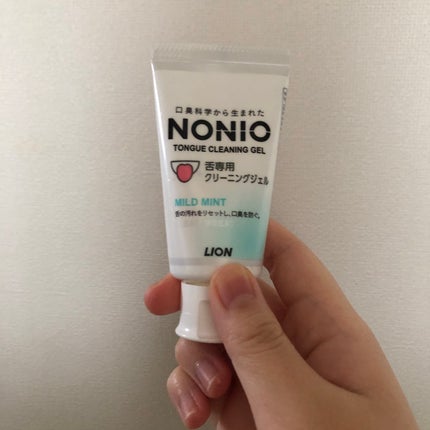 口臭科学から生まれた
NONIO
TONGUE CLEANING GEL
舌専用
クリーニングジェル
MILD MINT
舌の汚れをリセットし、口臭を防ぐ。
LION